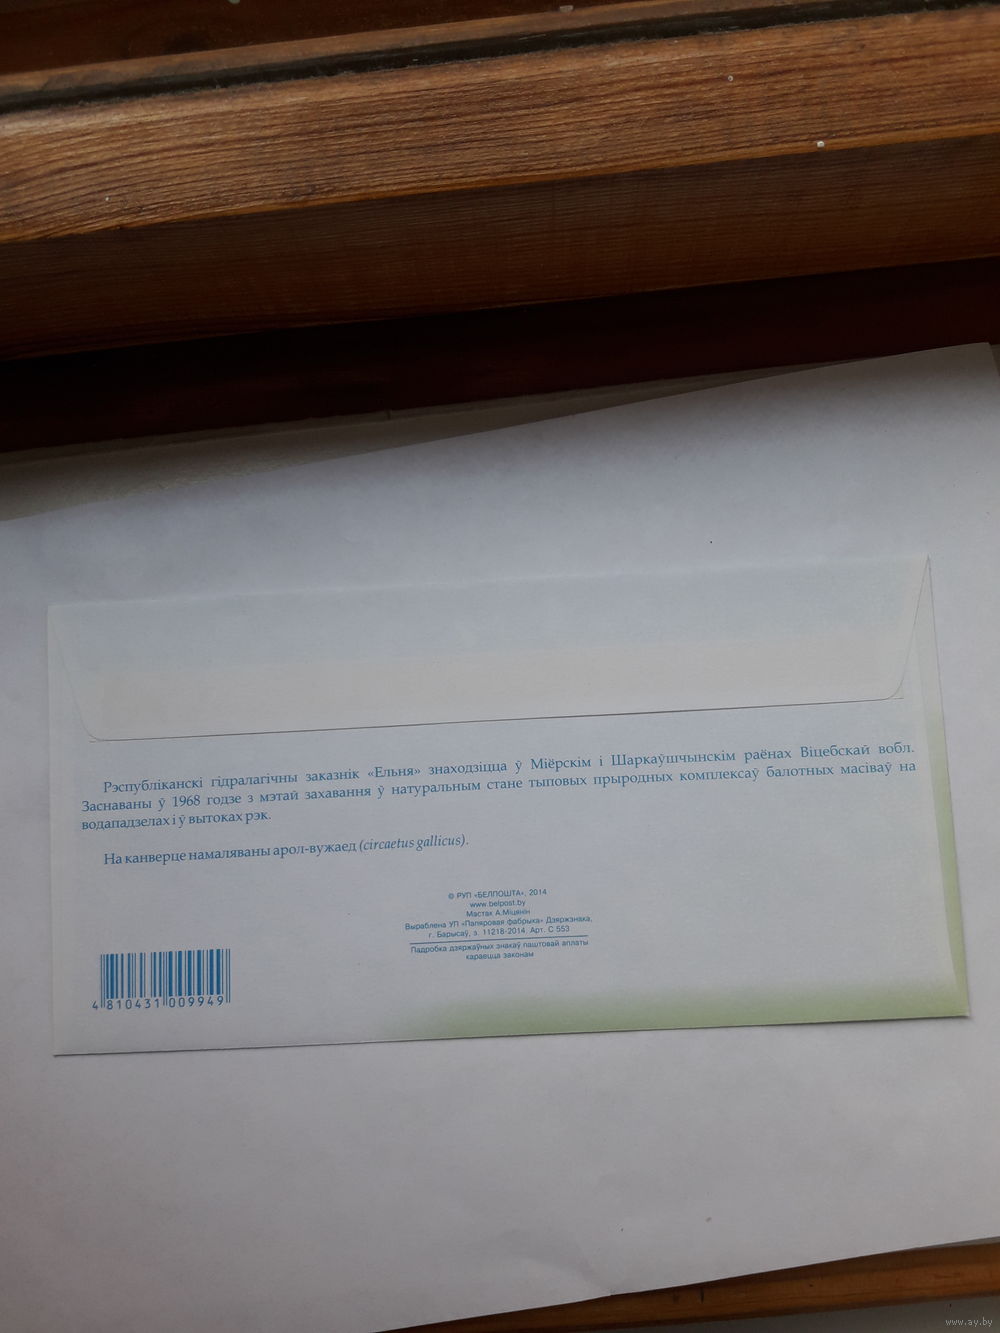 Рэспубліканскі гідралагічны заказнік «Ельня» знаходзіцца ў Міёрскім і Шаркаўшчынскім раёнах Віцебскай вобл.
Заснаваны ў 1968 годзе з мэтай захавання ў натуральным стане тыповых прыродных комплексаў балотных масіваў на
водападзелах і ў вытоках рэк.
На канверце намаляваны арол-вужаед (circaetus gallicus).
© РУП «БЕЛПОШТА», 2014
www.belpost.by
Мастак А.Міцянін
Выраблена УП «Папяровая фабрыка» Дзяржзнака,
г. Барысаў, з. 11218-2014. Арт. С 553
Падробка дзяржаўных знакаў паштовай аплаты
караецца законам
4 810431 009949
www.ay.by